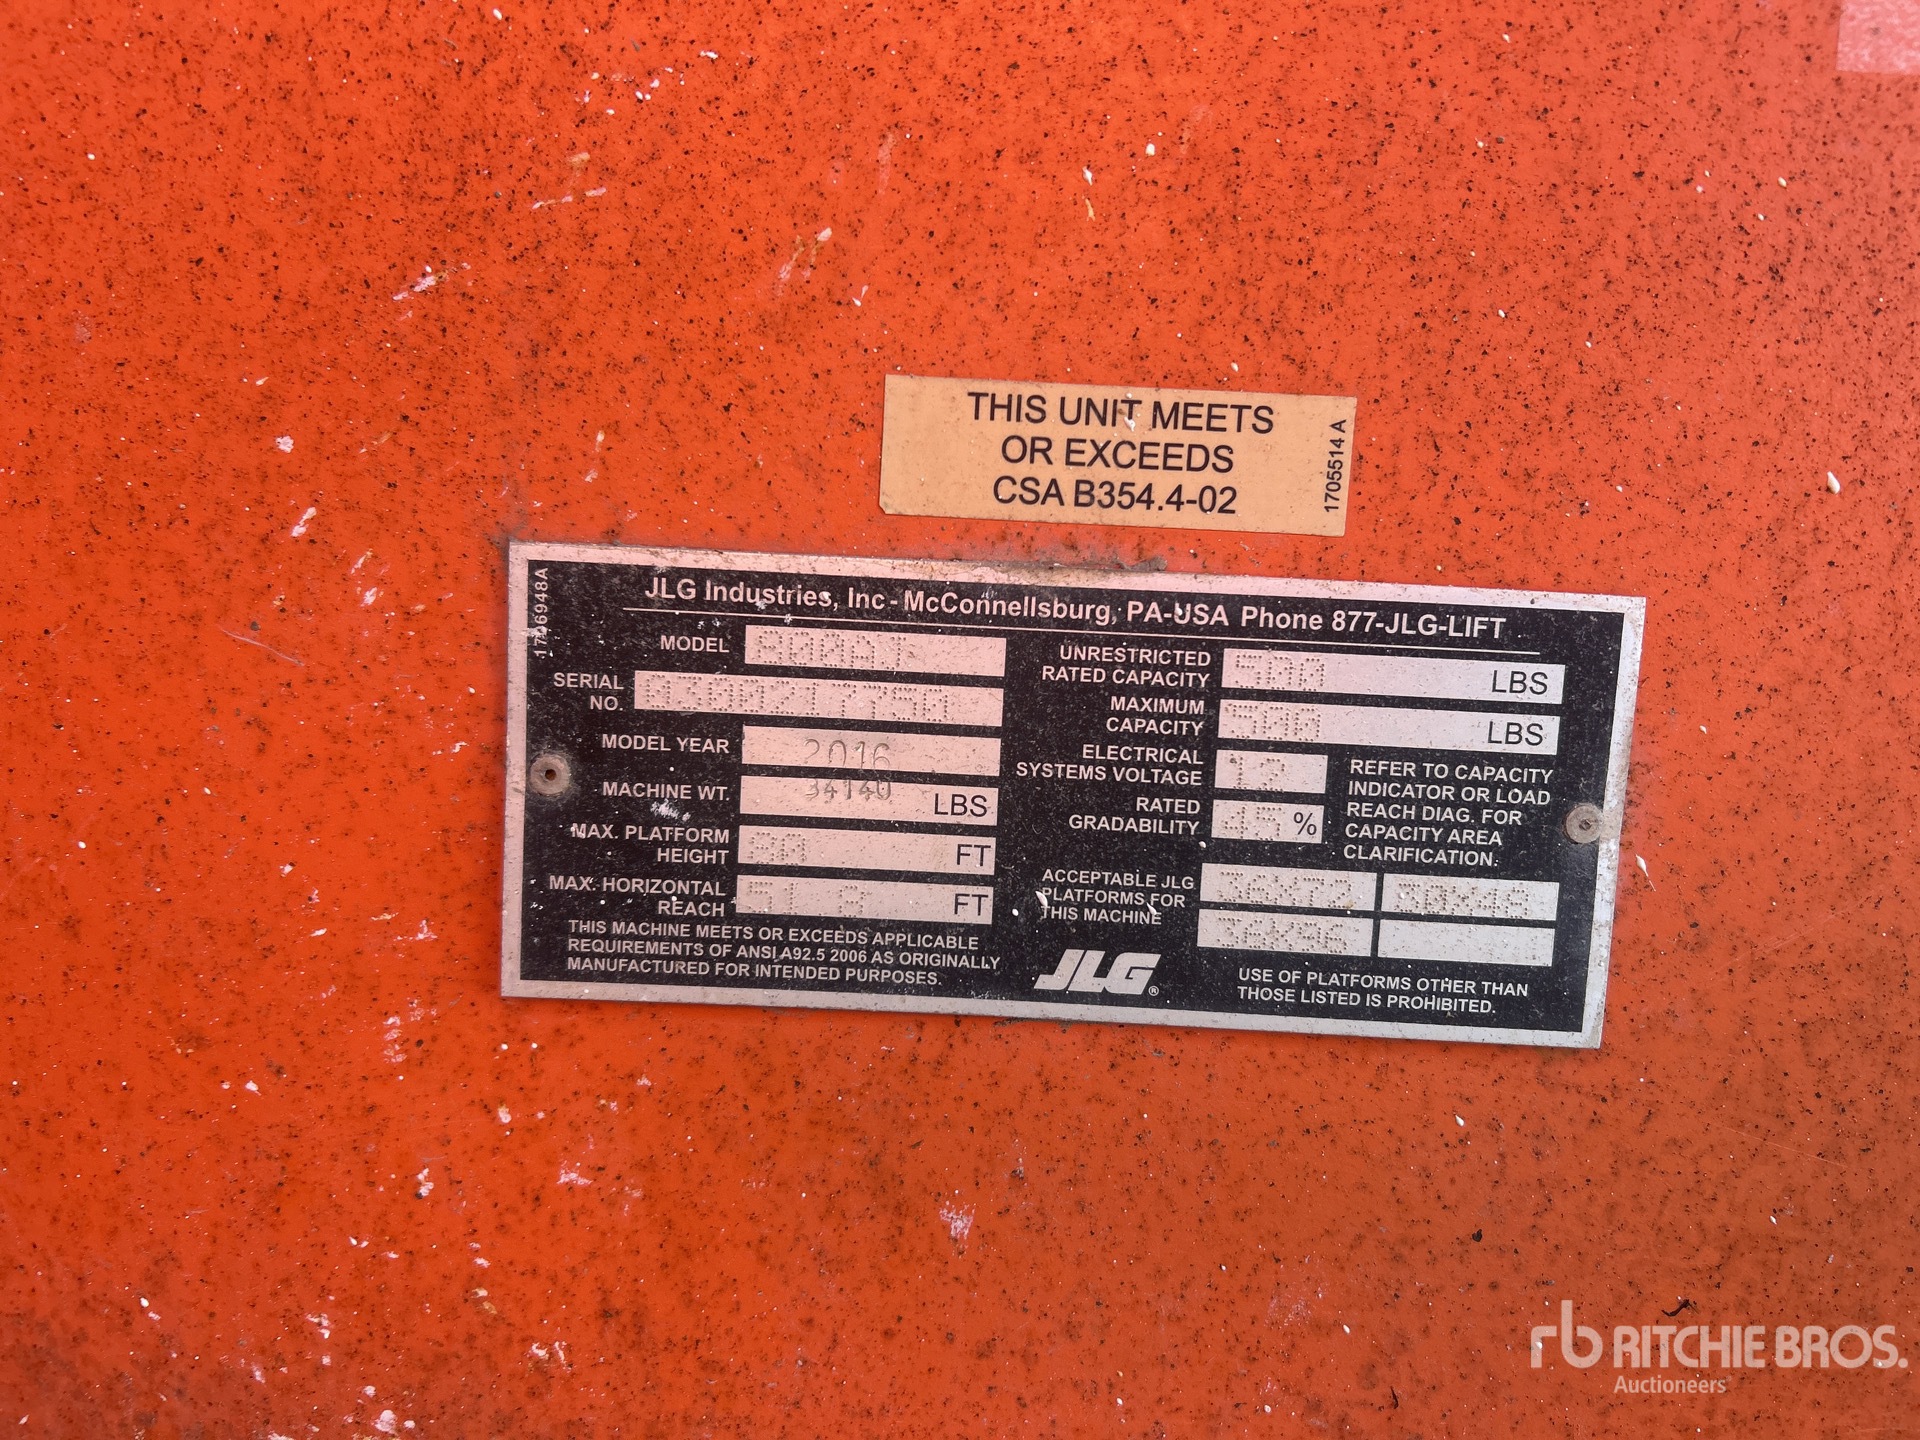 THIS UNIT MEETS
OR EXCEEDS
CSA B354.4-02
1705514 A
1706948A
JLG Industries, Inc - McConnellsburg, PA-USA Phone 877-JLG-LIFT
MODEL 800AJ
SERIAL NO. 0300217750
MODEL YEAR 2016
MACHINE WT. 34140 LBS
MAX. PLATFORM HEIGHT 80 FT
MAX. HORIZONTAL REACH 51 8 FT
THIS MACHINE MEETS OR EXCEEDS APPLICABLE
REQUIREMENTS OF ANSI A92.5 2006 AS ORIGINALLY
MANUFACTURED FOR INTENDED PURPOSES.
UNRESTRICTED RATED CAPACITY 500 LBS
MAXIMUM CAPACITY 500 LBS
ELECTRICAL SYSTEMS VOLTAGE 12
RATED GRADABILITY 45 %
REFER TO CAPACITY
INDICATOR OR LOAD
REACH DIAG. FOR
CAPACITY AREA
CLARIFICATION.
ACCEPTABLE JLG
PLATFORMS FOR
THIS MACHINE
36X72 30X48
36X96
JLG®
USE OF PLATFORMS OTHER THAN
THOSE LISTED IS PROHIBITED.
rb RITCHIE BROS.
Auctioneers